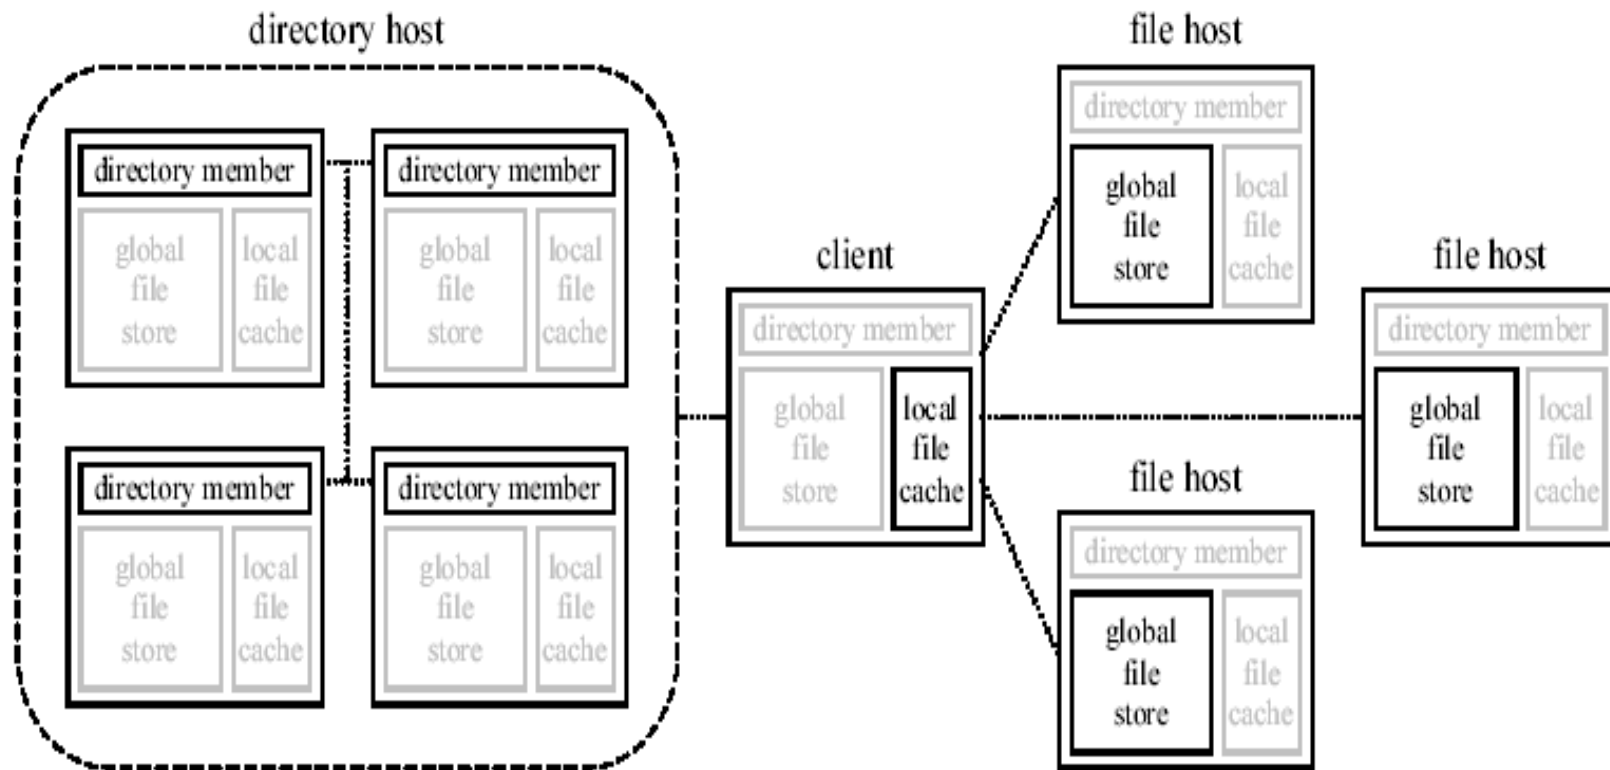 directory host
directory member
global
file
store
local
file
cache
directory member
global
file
store
local
file
cache
directory member
global
file
store
local
file
cache
directory member
global
file
store
local
file
cache
client
directory member
global
file
store
local
file
cache
file host
directory member
global
file
store
local
file
cache
file host
directory member
global
file
store
local
file
cache
file host
directory member
global
file
store
local
file
cache